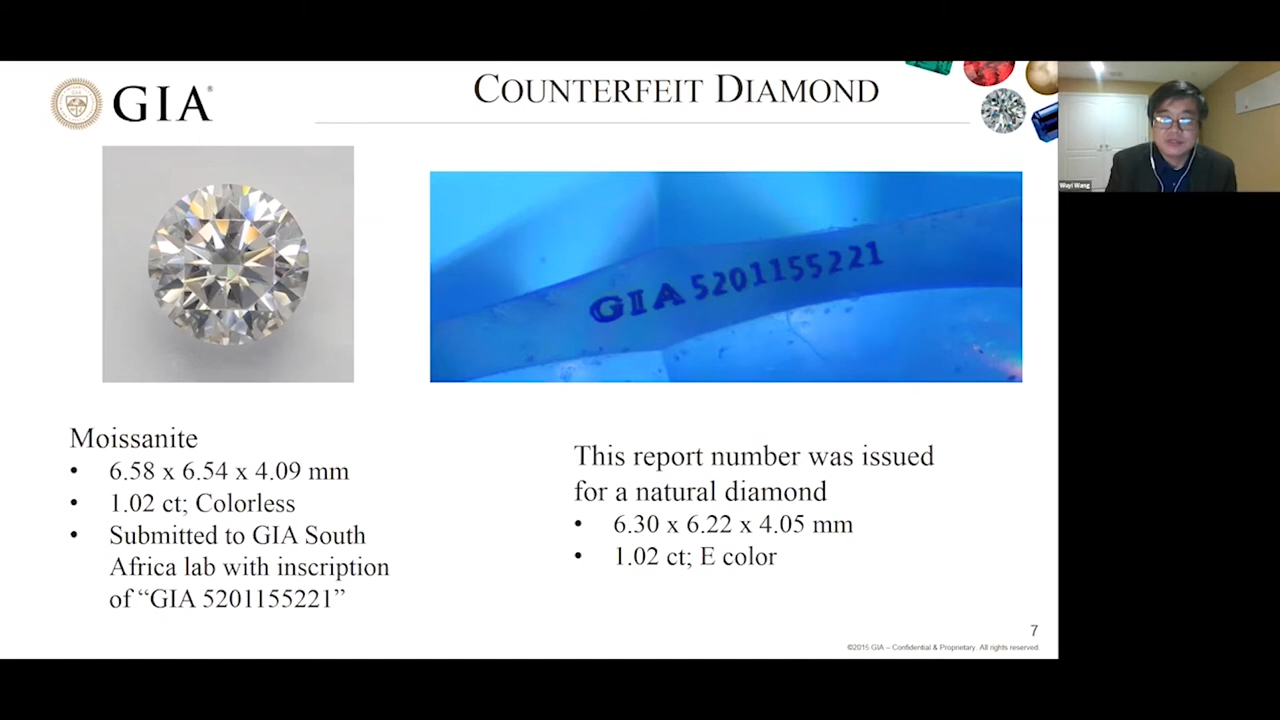 GIA®
COUNTERFEIT DIAMOND
Wuyi Wang
GIA 5201155221
Moissanite
• 6.58 x 6.54 x 4.09 mm
• 1.02 ct; Colorless
• Submitted to GIA South
Africa lab with inscription
of “GIA 5201155221”
This report number was issued
for a natural diamond
• 6.30 x 6.22 x 4.05 mm
• 1.02 ct; E color
7
©2015 GIA – Confidential & Proprietary. All rights reserved.